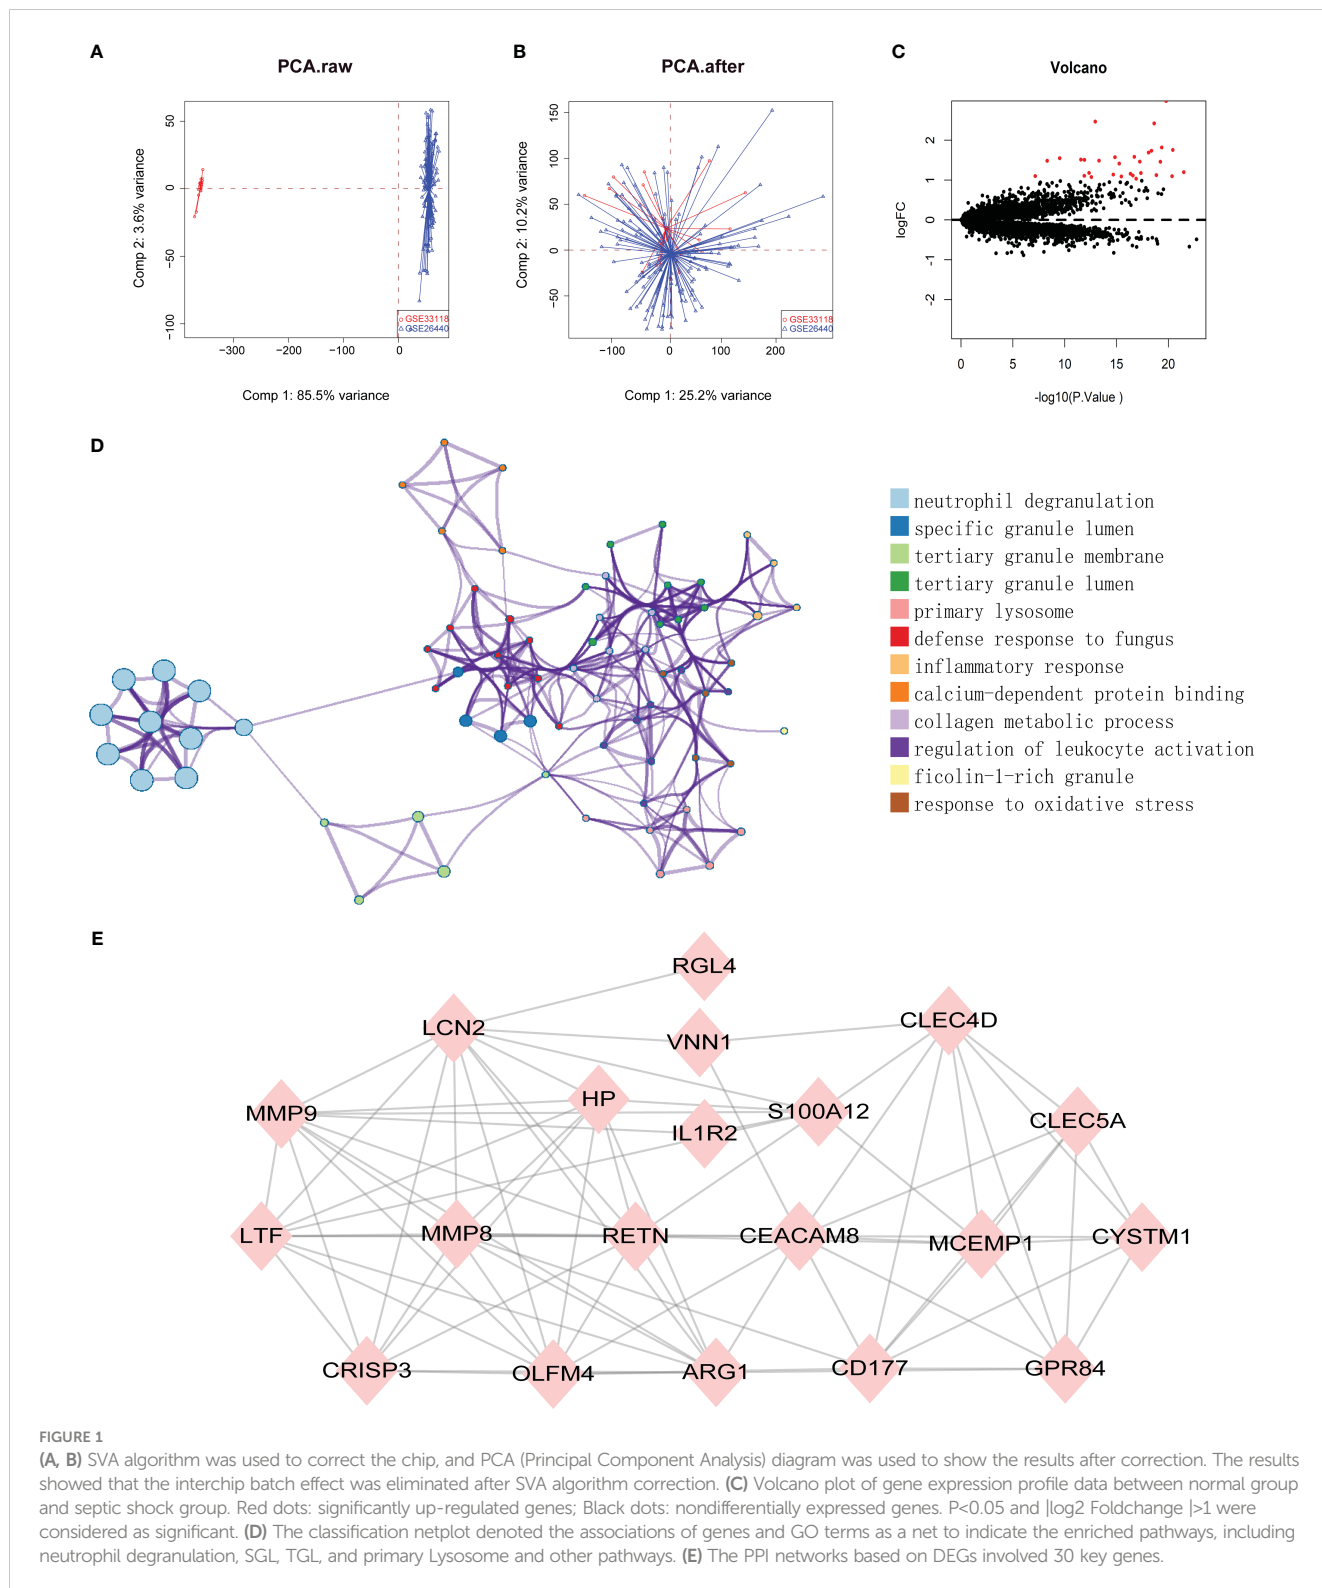 A
PCA.raw
Comp 2: 3.6% variance
50
0
−50
−100
−300
−200
−100
0
GSE33118
GSE26440
Comp 1: 85.5% variance
B
PCA.after
Comp 2: 10.2% variance
150
100
50
0
−50
−100
0
100
200
GSE33118
GSE26440
Comp 1: 25.2% variance
C
Volcano
logFC
2
1
0
-1
-2
0
5
10
15
20
-log10(P.Value )
D
neutrophil degranulation
specific granule lumen
tertiary granule membrane
tertiary granule lumen
primary lysosome
defense response to fungus
inflammatory response
calcium-dependent protein binding
collagen metabolic process
regulation of leukocyte activation
ficolin-1-rich granule
response to oxidative stress
E
RGL4
LCN2
VNN1
CLEC4D
MMP9
HP
IL1R2
S100A12
CLEC5A
LTF
MMP8
RETN
CEACAM8
MCEMP1
CYSTM1
CRISP3
OLFM4
ARG1
CD177
GPR84
FIGURE 1
(A, B) SVA algorithm was used to correct the chip, and PCA (Principal Component Analysis) diagram was used to show the results after correction. The results
showed that the interchip batch effect was eliminated after SVA algorithm correction. (C) Volcano plot of gene expression profile data between normal group
and septic shock group. Red dots: significantly up-regulated genes; Black dots: nondifferentially expressed genes. P<0.05 and |log2 Foldchange |>1 were
considered as significant. (D) The classification netplot denoted the associations of genes and GO terms as a net to indicate the enriched pathways, including
neutrophil degranulation, SGL, TGL, and primary Lysosome and other pathways. (E) The PPI networks based on DEGs involved 30 key genes.